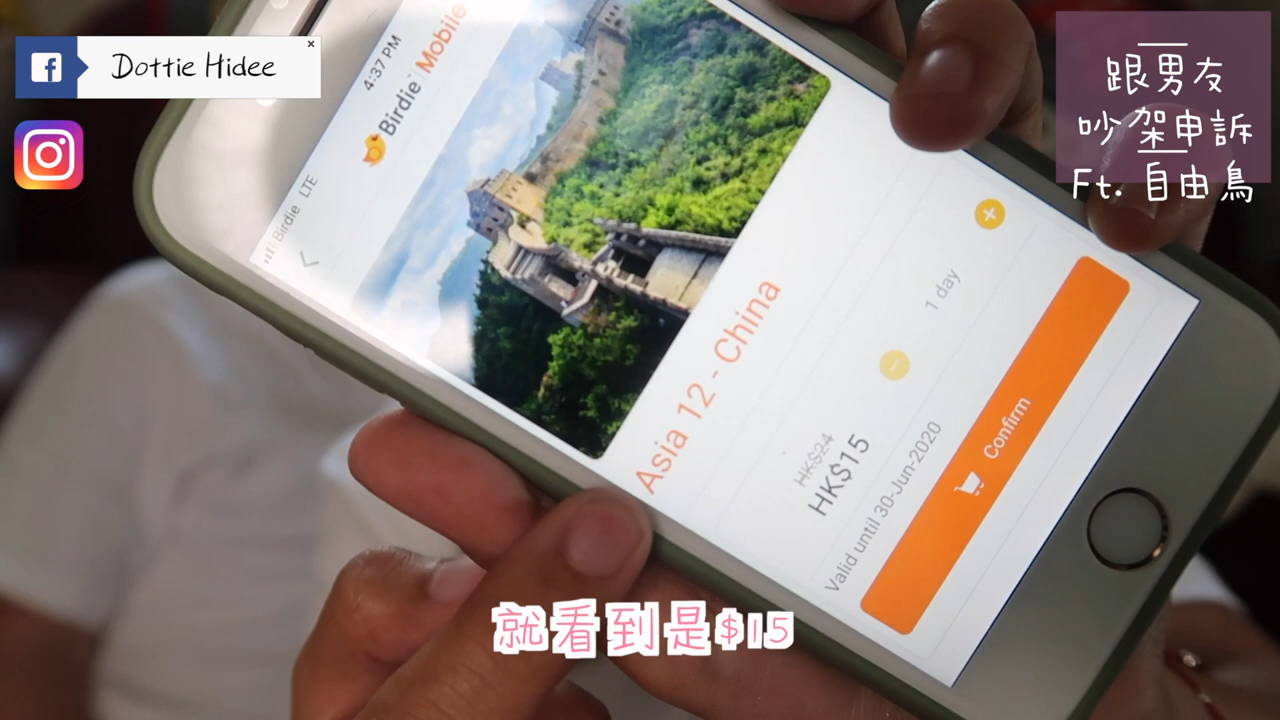 Dottie Hidee
跟男友
吵架申訴
Ft. 自由鳥
Birdie LTE
4:37 PM
Birdie Mobile
Asia 12 - China
1 day
HK$24
HK$15
Valid until 30-Jun-2020
Confirm
就看到是$15